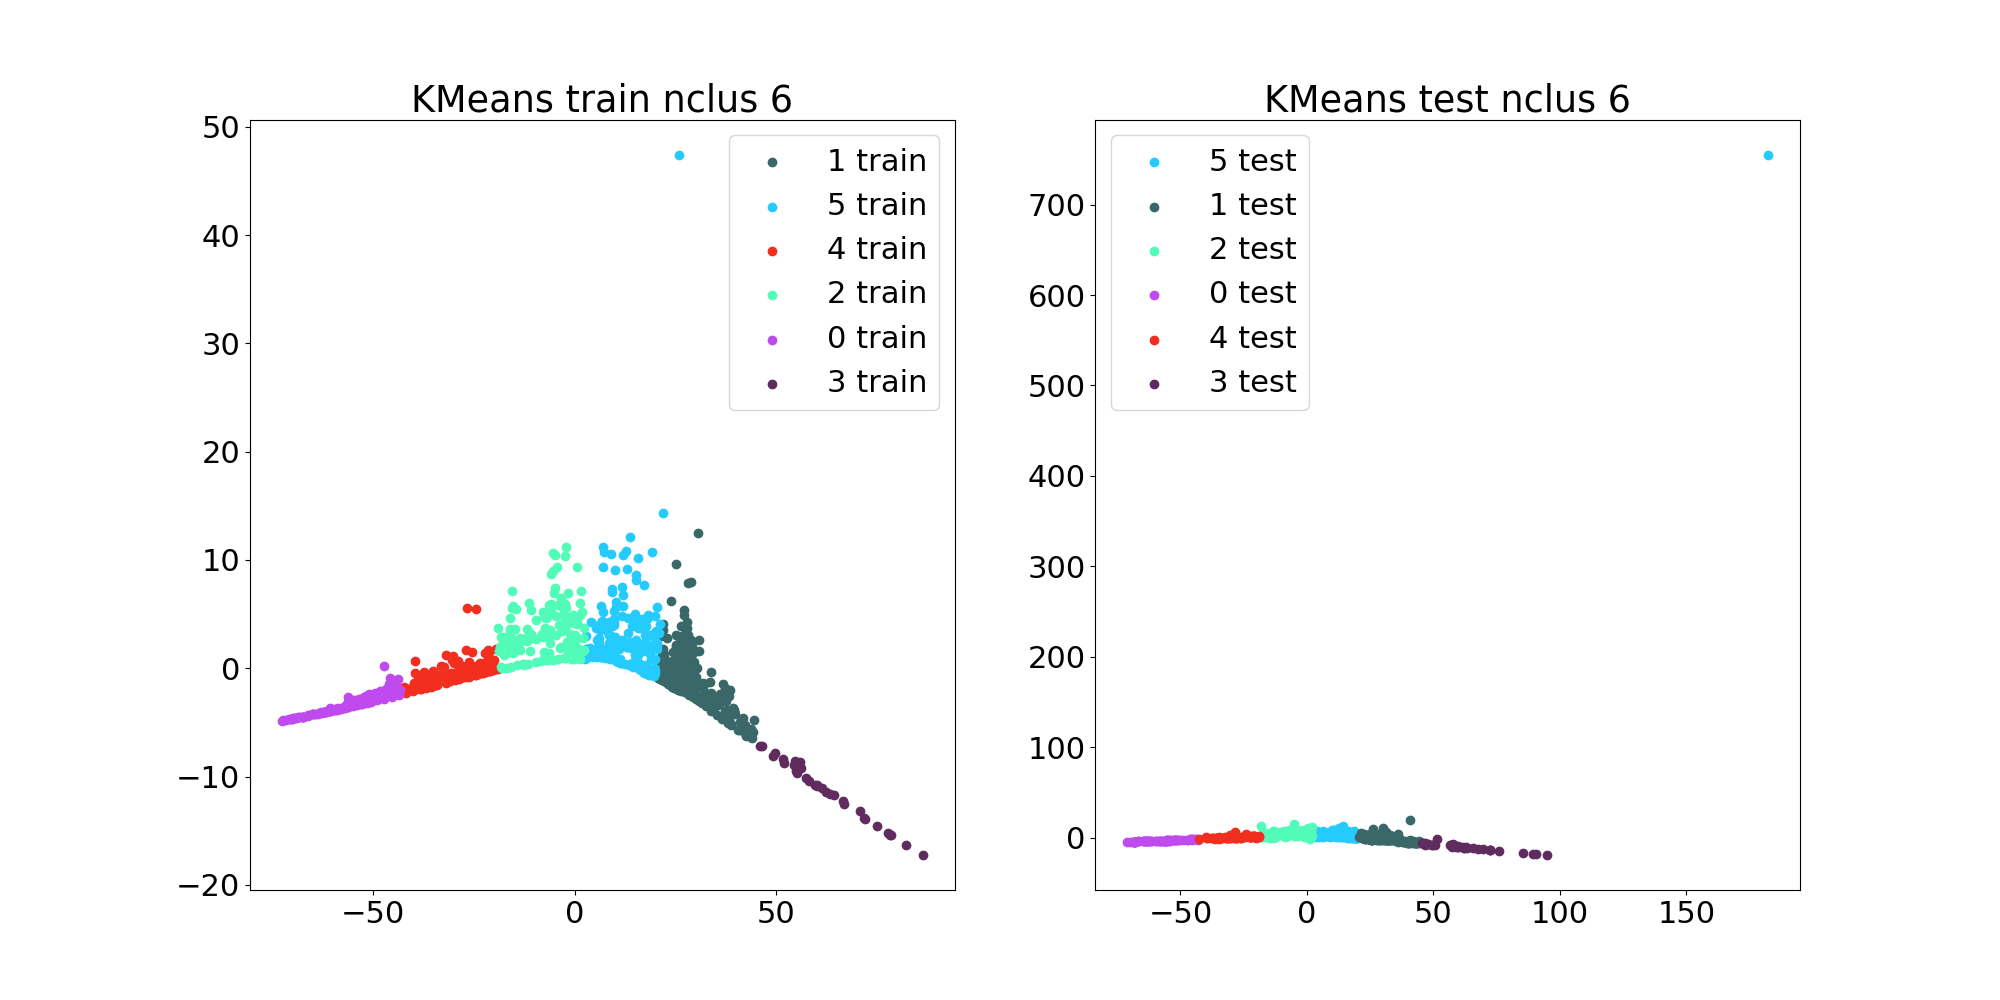 KMeans train nclus 6
50
40
30
20
10
0
−10
−20
−50
0
50
1 train
5 train
4 train
2 train
0 train
3 train
KMeans test nclus 6
700
600
500
400
300
200
100
0
−50
0
50
100
150
5 test
1 test
2 test
0 test
4 test
3 test